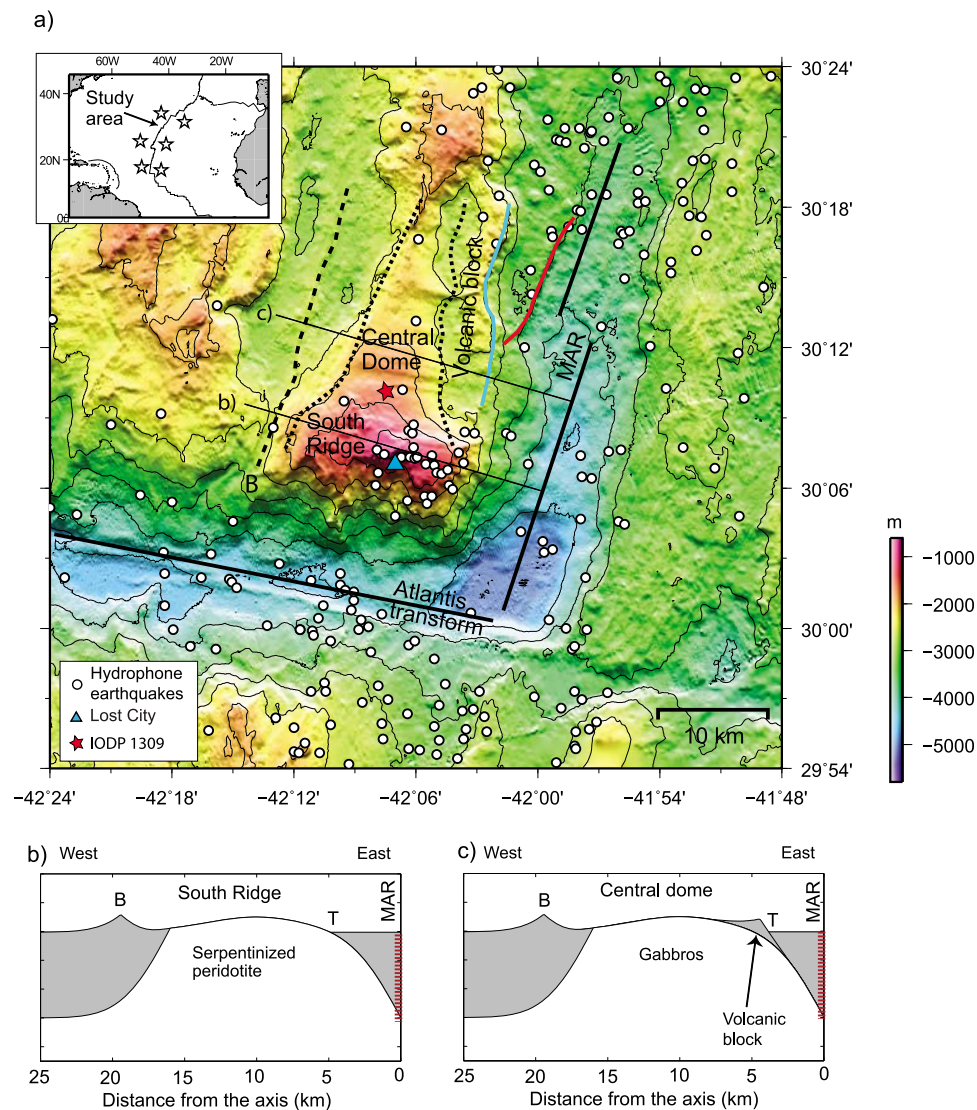 a)
60W 40W 20W
40N
20N
0
Study
area
30°24'
30°18'
30°12'
30°06'
30°00'
29°54'
Volcanic block
c)
Central
Dome
MAR
b)
South
Ridge
B
Atlantis
transform
Hydrophone
earthquakes
Lost City
IODP 1309
10 km
−42°24' −42°18' −42°12' −42°06' −42°00' −41°54' −41°48'
m
−1000
−2000
−3000
−4000
−5000
b)
West East
South Ridge
B
T
MAR
Serpentinized
peridotite
25 20 15 10 5 0
Distance from the axis (km)
c)
West East
Central dome
B
T
MAR
Gabbros
Volcanic
block
25 20 15 10 5 0
Distance from the axis (km)